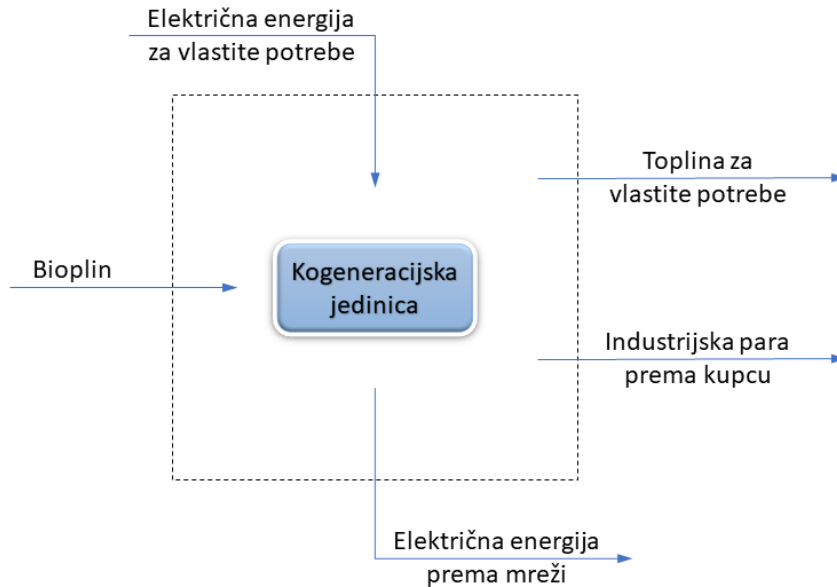 Električna energija
za vlastite potrebe
Toplina za
vlastite potrebe
Bioplin
Kogeneracijska
jedinica
Industrijska para
prema kupcu
Električna energija
prema mreži